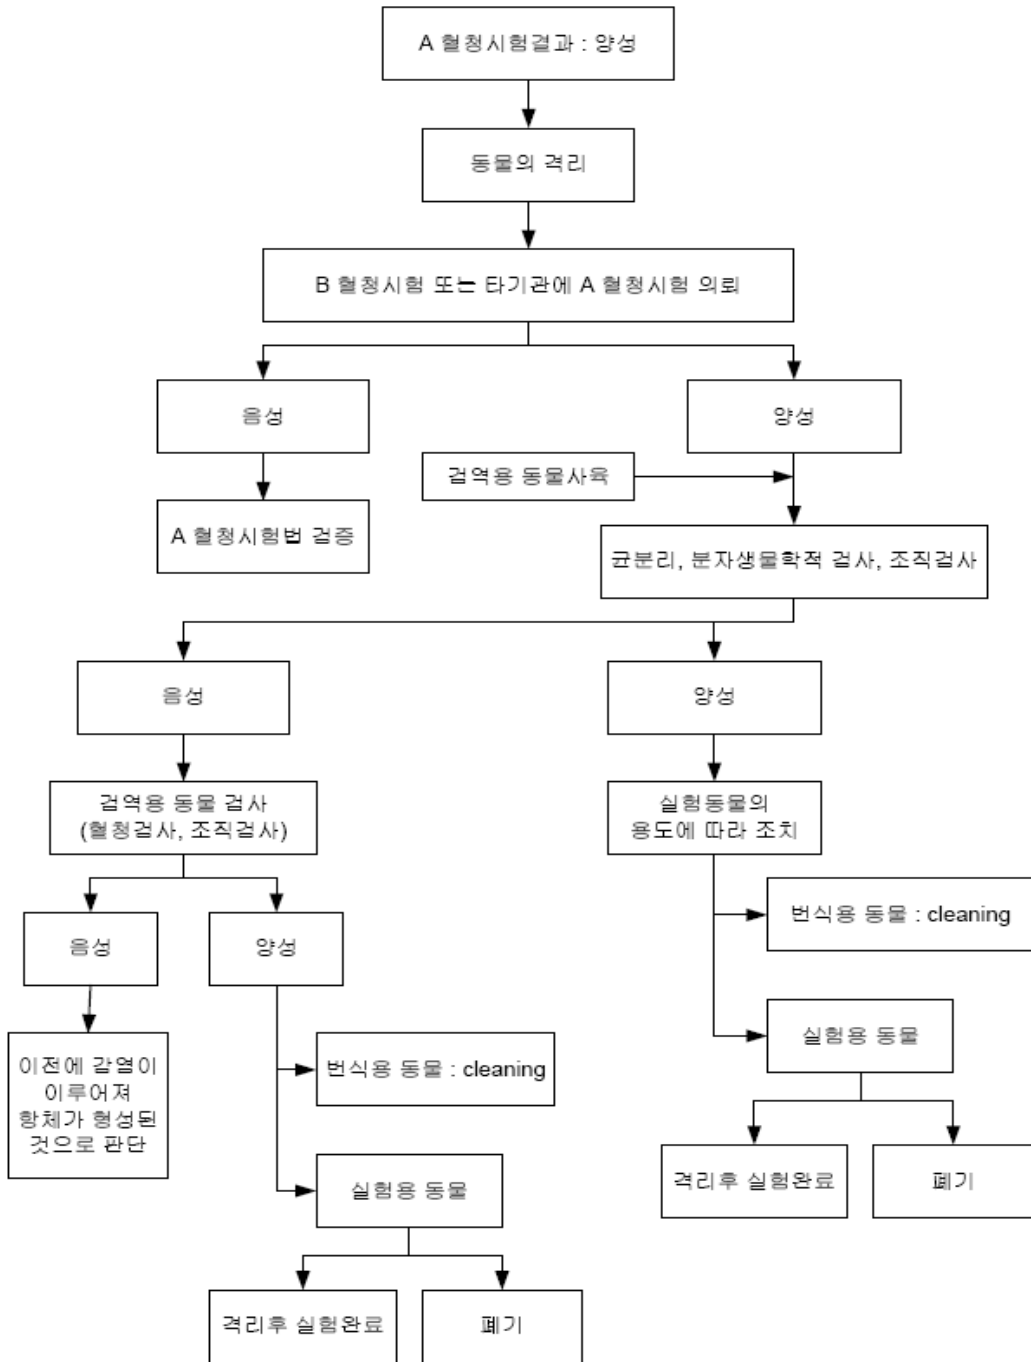 A 혈청시험결과 : 양성
동물의 격리
B 혈청시험 또는 타기관에 A 혈청시험 의뢰
음성
양성
검역용 동물사육
A 혈청시험법 검증
균분리, 분자생물학적 검사, 조직검사
음성
양성
검역용 동물 검사
(혈청검사, 조직검사)
실험동물의
용도에 따라 조치
음성
양성
번식용 동물 : cleaning
실험용 동물
이전에 감염이
이루어져
항체가 형성된
것으로 판단
번식용 동물 : cleaning
실험용 동물
격리후 실험완료
폐기
격리후 실험완료
폐기